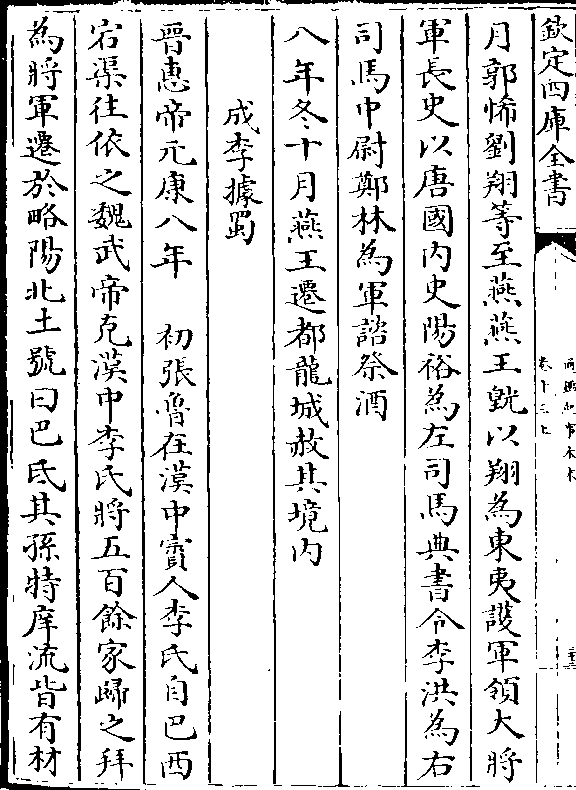 欽定四庫全書
通鑑紀事本末
卷十三上
月郭悕劉翔等至燕燕王皝以翔為東夷護軍領大將
軍長史以唐國内史陽裕為左司馬典書令李洪為右
司馬中尉鄭林為軍諮祭酒
八年冬十月燕王遷都龍城赦其境内
成李據蜀
晉惠帝元康八年　初張魯在漢中賨人李氏自巴西
宕渠往依之魏武帝克漢中李氏將五百餘家歸之拜
為將軍遷於略陽北土號曰巴氐其孫特庠流皆有材